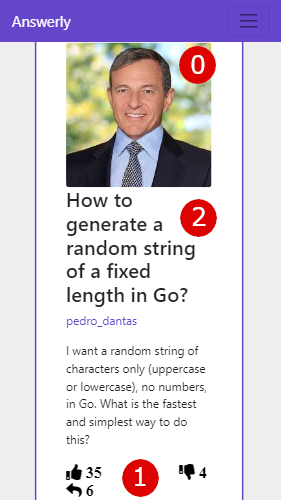 Answerly
0
How to
generate a
random string
of a fixed
length in Go?
2
pedro_dantas
I want a random string of
characters only (uppercase
or lowercase), no numbers,
in Go. What is the fastest
and simplest way to do
this?
35
1
4
6